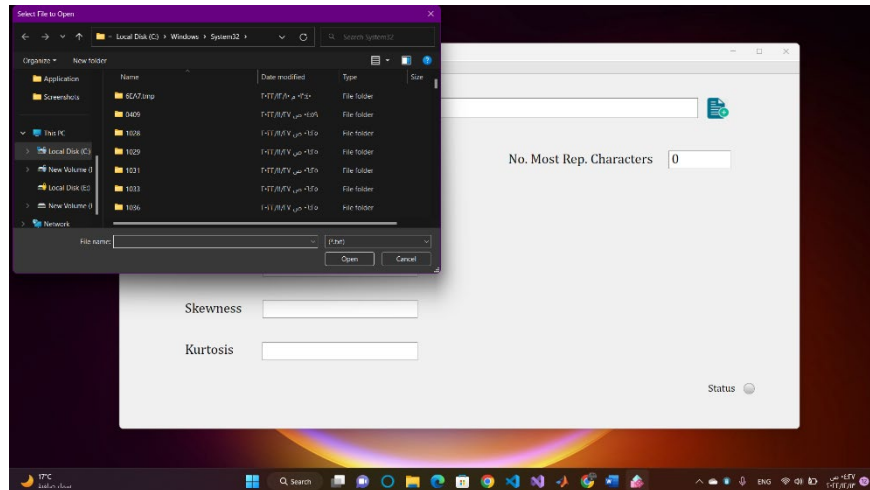 Select File to Open
Local Disk (C:) › Windows › System32 ›
Search System32
Organize
New folder
Application
Screenshots
This PC
Local Disk (C:)
New Volume (
Local Disk (E:)
New Volume (
Network
Name
Date modified
Type
Size
6EA7.tmp
File folder
0409
File folder
1028
File folder
1029
File folder
1031
File folder
1033
File folder
1036
File folder
File name:
(*.txt)
Open
Cancel
No. Most Rep. Characters
0
Skewness
Kurtosis
Status
17°C
Search
ENG